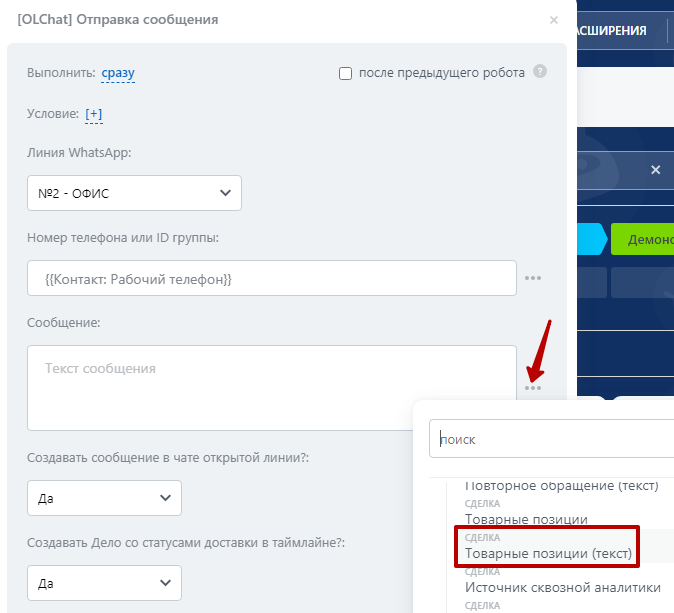 [OLChat] Отправка сообщения
АСШИРЕНИЯ
Выполнить: сразу
после предыдущего робота
Условие: [+]
Линия WhatsApp:
№2 - ОФИС
Демонс
Номер телефона или ID группы:
{{Контакт: Рабочий телефон}}
Сообщение:
Текст сообщения
поиск
Создавать сообщение в чате открытой линии?:
Да
Повторное обращение (текст)
СДЕЛКА
Товарные позиции
СДЕЛКА
Товарные позиции (текст)
СДЕЛКА
Источник сквозной аналитики
СДЕЛКА
Создавать Дело со статусами доставки в таймлайне?:
Да